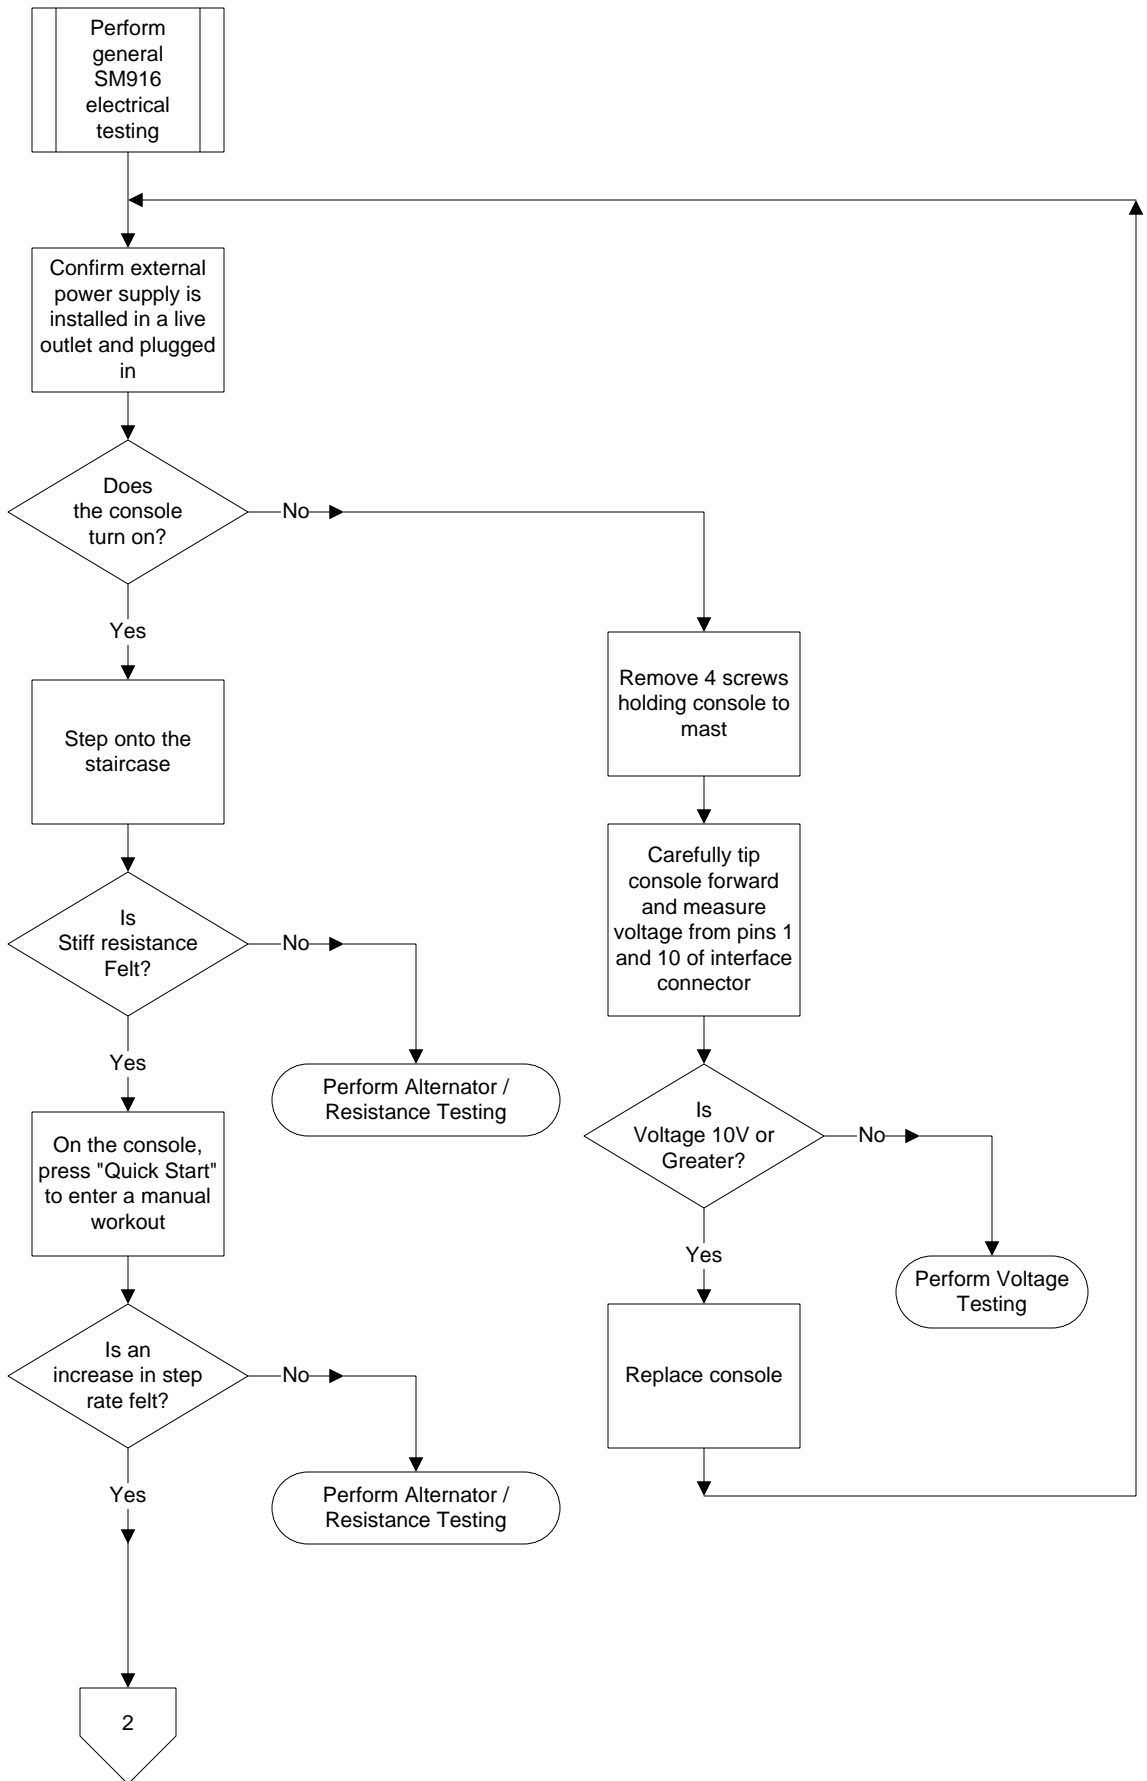 Perform
general
SM916
electrical
testing
Confirm external
power supply is
installed in a live
outlet and plugged
in
Does
the console
turn on?
No
Yes
Remove 4 screws
holding console to
mast
Step onto the
staircase
Carefully tip
console forward
and measure
voltage from pins 1
and 10 of interface
connector
Is
Stiff resistance
Felt?
No
Yes
Perform Alternator /
Resistance Testing
Is
Voltage 10V or
Greater?
No
Yes
On the console,
press "Quick Start"
to enter a manual
workout
Perform Voltage
Testing
Is an
increase in step
rate felt?
No
Yes
Replace console
Perform Alternator /
Resistance Testing
2